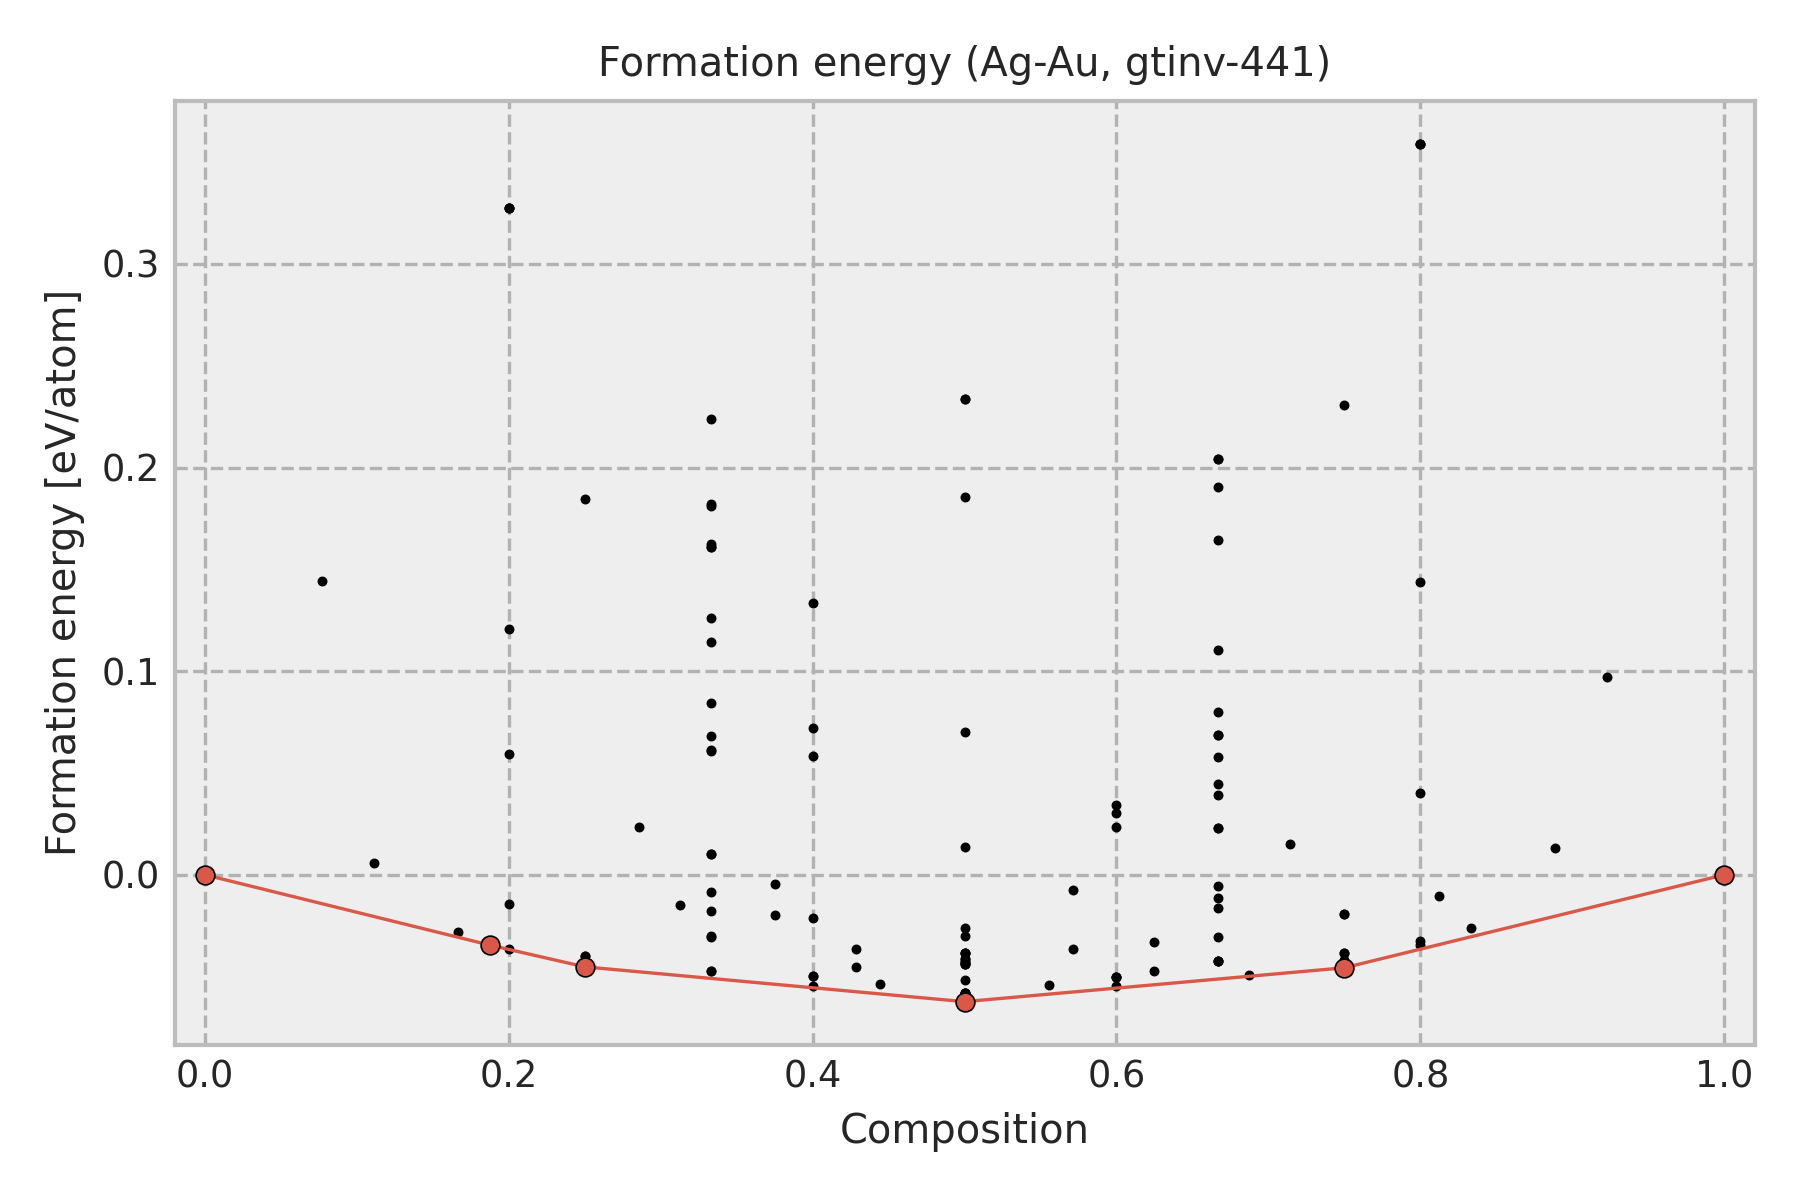 Formation energy (Ag-Au, gtinv-441)
Formation energy [eV/atom]
0.3
0.2
0.1
0.0
0.0 0.2 0.4 0.6 0.8 1.0
Composition